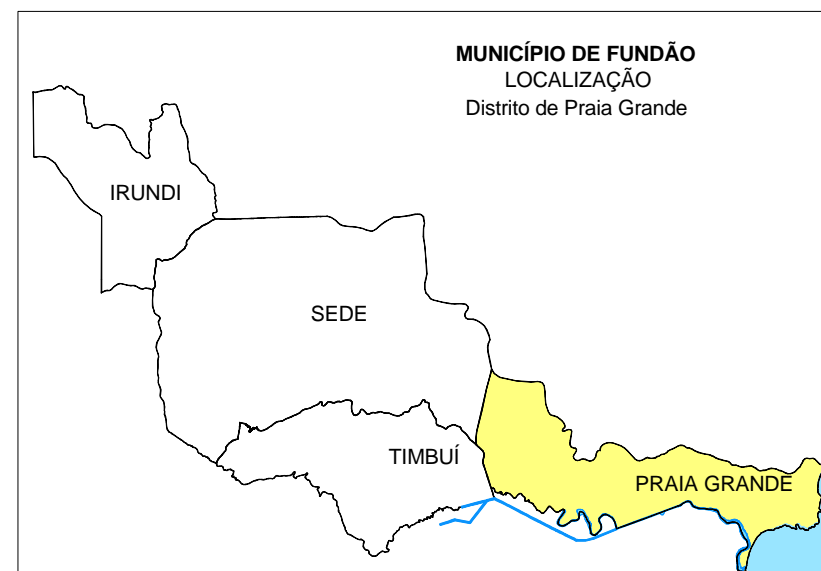 MUNICÍPIO DE FUNDÃO
LOCALIZAÇÃO
Distrito de Praia Grande
IRUNDI
SEDE
TIMBUÍ
PRAIA GRANDE